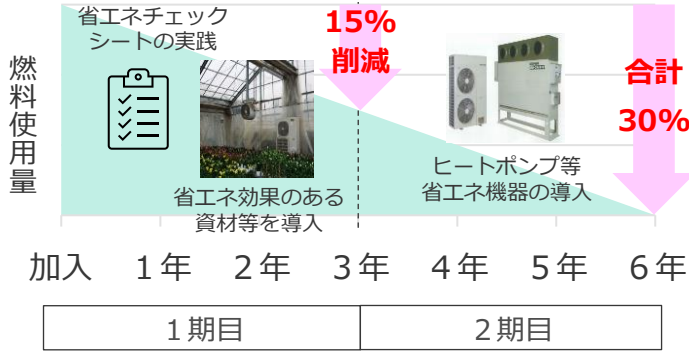 省エネチェック
シートの実践
15%
削減
合計
30%
燃料使用量
省エネ効果のある
資材等を導入
ヒートポンプ等
省エネ機器の導入
加入 1年 2年 3年 4年 5年 6年
1期目 2期目